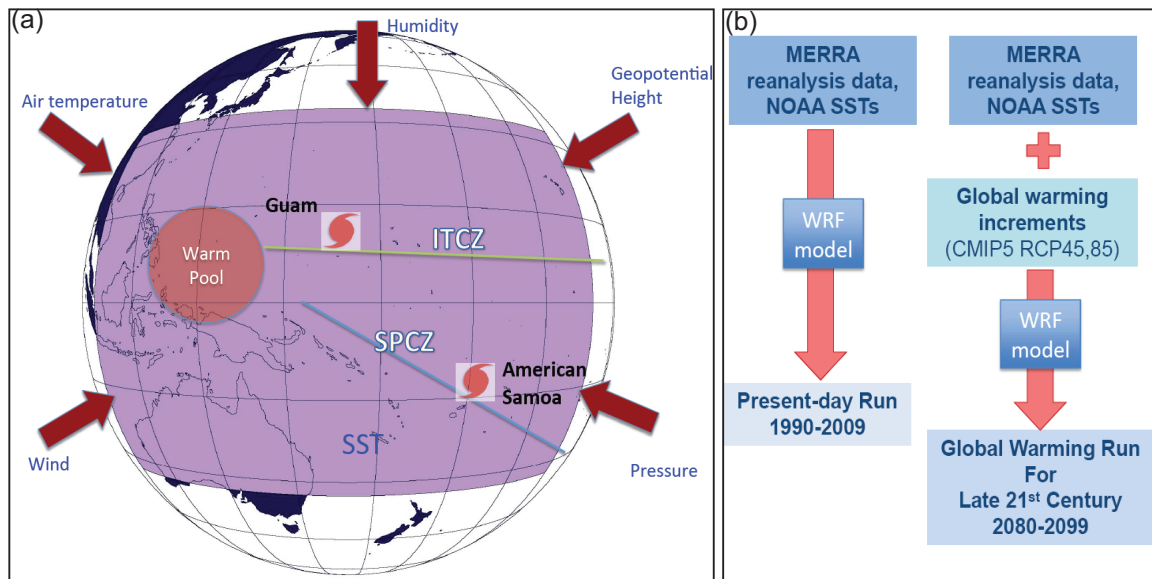 (a)
Humidity
Geopotential
Height
Air temperature
Guam
ITCZ
Warm
Pool
SPCZ
American
Samoa
SST
Wind
Pressure
(b)
MERRA
reanalysis data,
NOAA SSTs
WRF
model
Present-day Run
1990-2009
MERRA
reanalysis data,
NOAA SSTs
Global warming
increments
(CMIP5 RCP45,85)
WRF
model
Global Warming Run
For
Late 21st Century
2080-2099